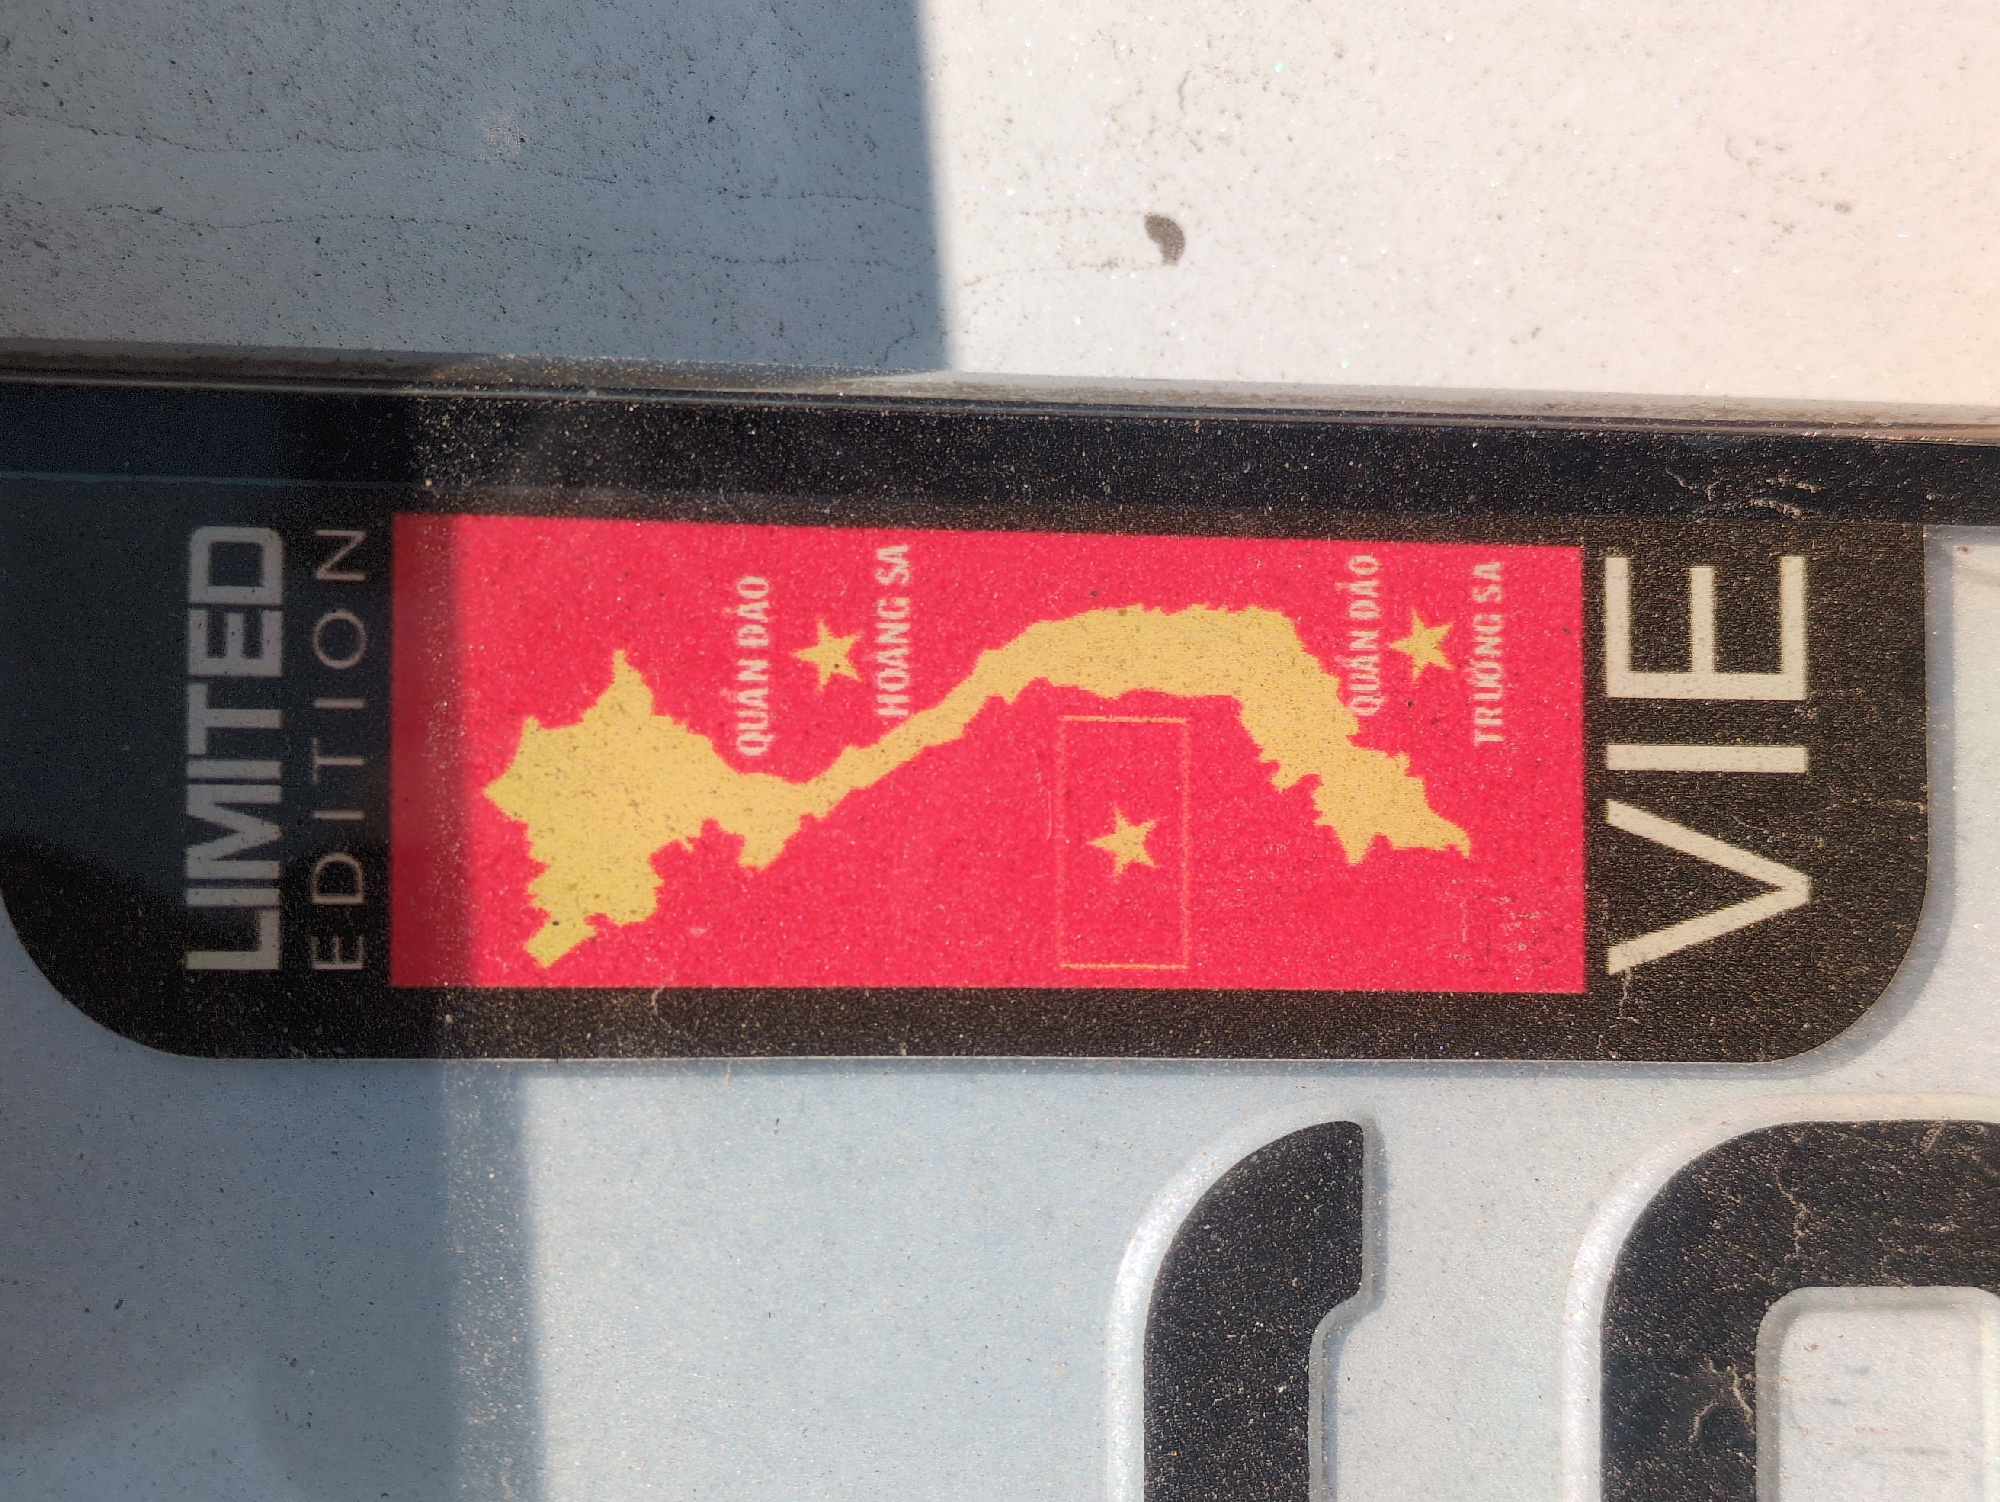 LIMITED
EDITION
QUẦN ĐẢO
HOÀNG SA
QUẦN ĐẢO
TRƯỜNG SA
VIE